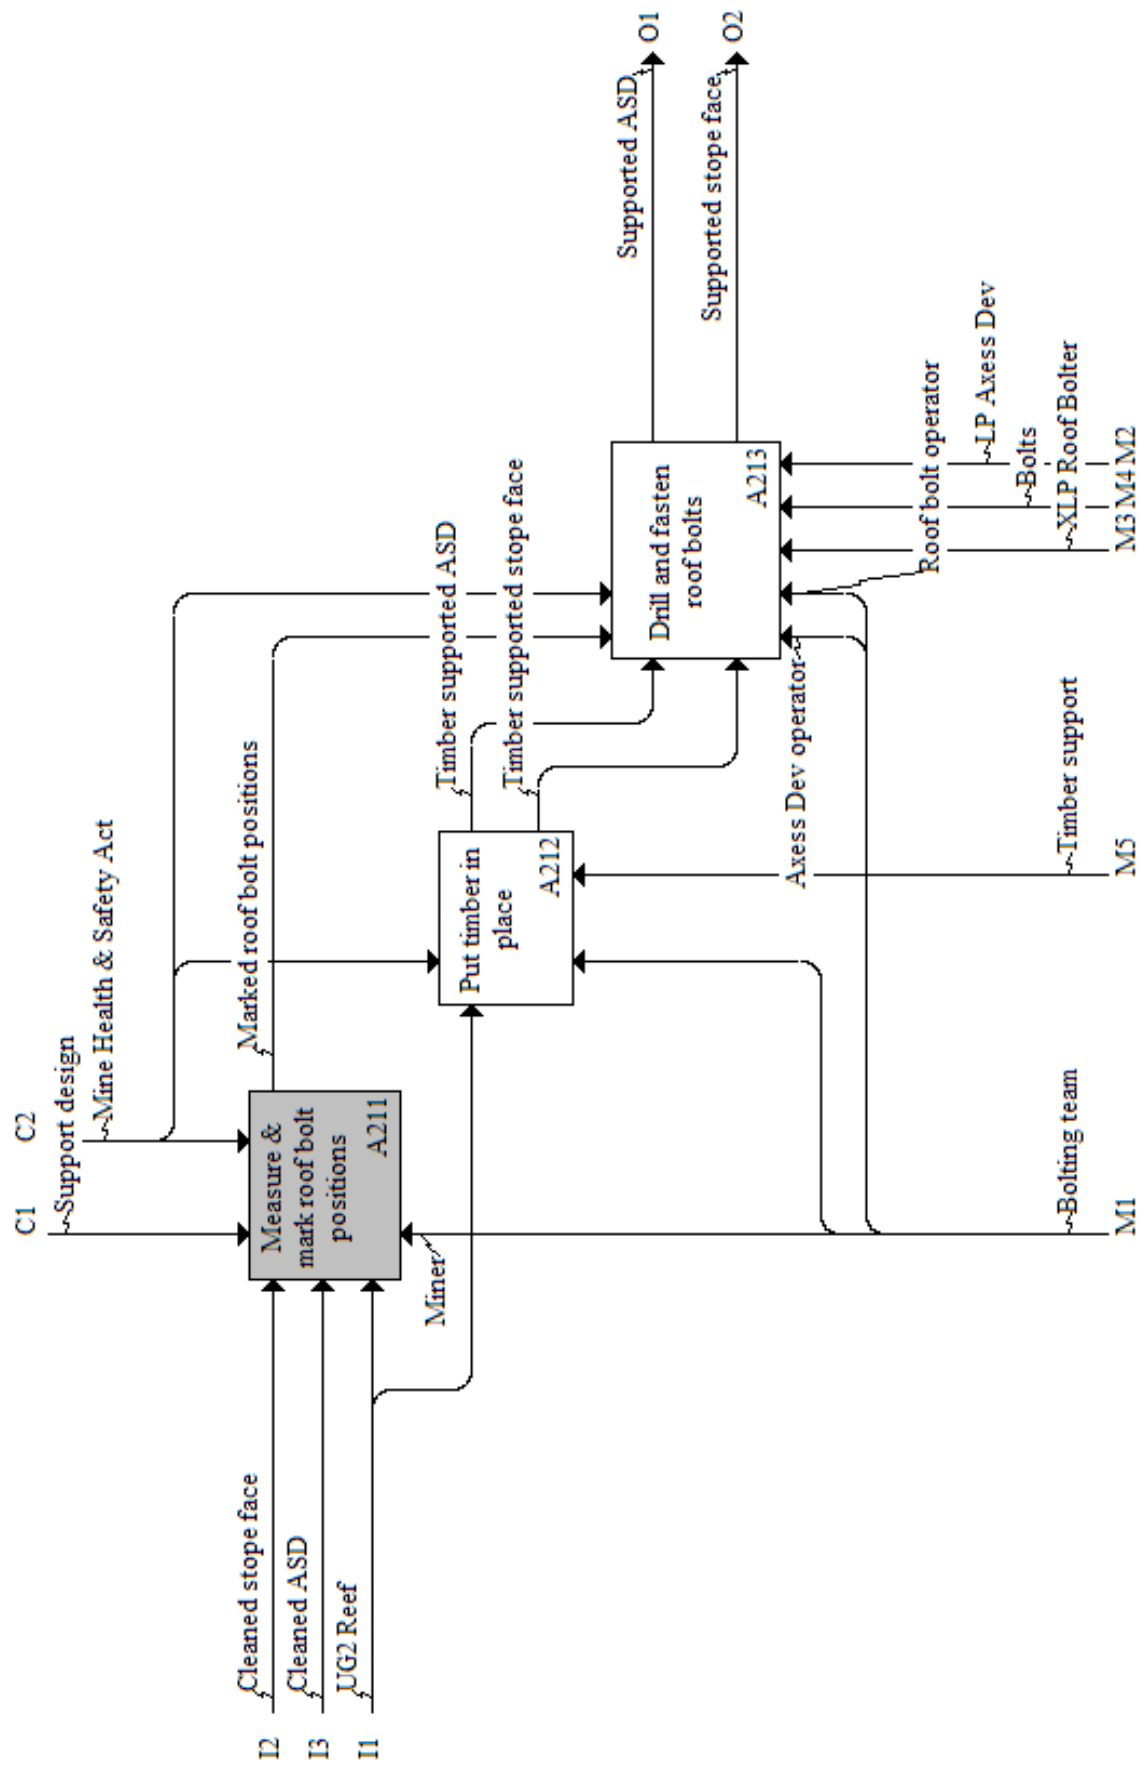 C1
C2
Support design
Mine Health & Safety Act
I2
Cleaned stope face
I3
Cleaned ASD
I1
UG2 Reef
Measure &
mark roof bolt
positions
A211
Miner
Marked roof bolt positions
Put timber in
place
A212
Timber supported ASD
Timber supported stope face
Drill and fasten
roof bolts
A213
Supported ASD
O1
Supported stope face
O2
Axess Dev operator
Roof bolt operator
LP Axess Dev
Bolts
XLP Roof Bolter
Timber support
Bolting team
M1
M5
M3 M4 M2